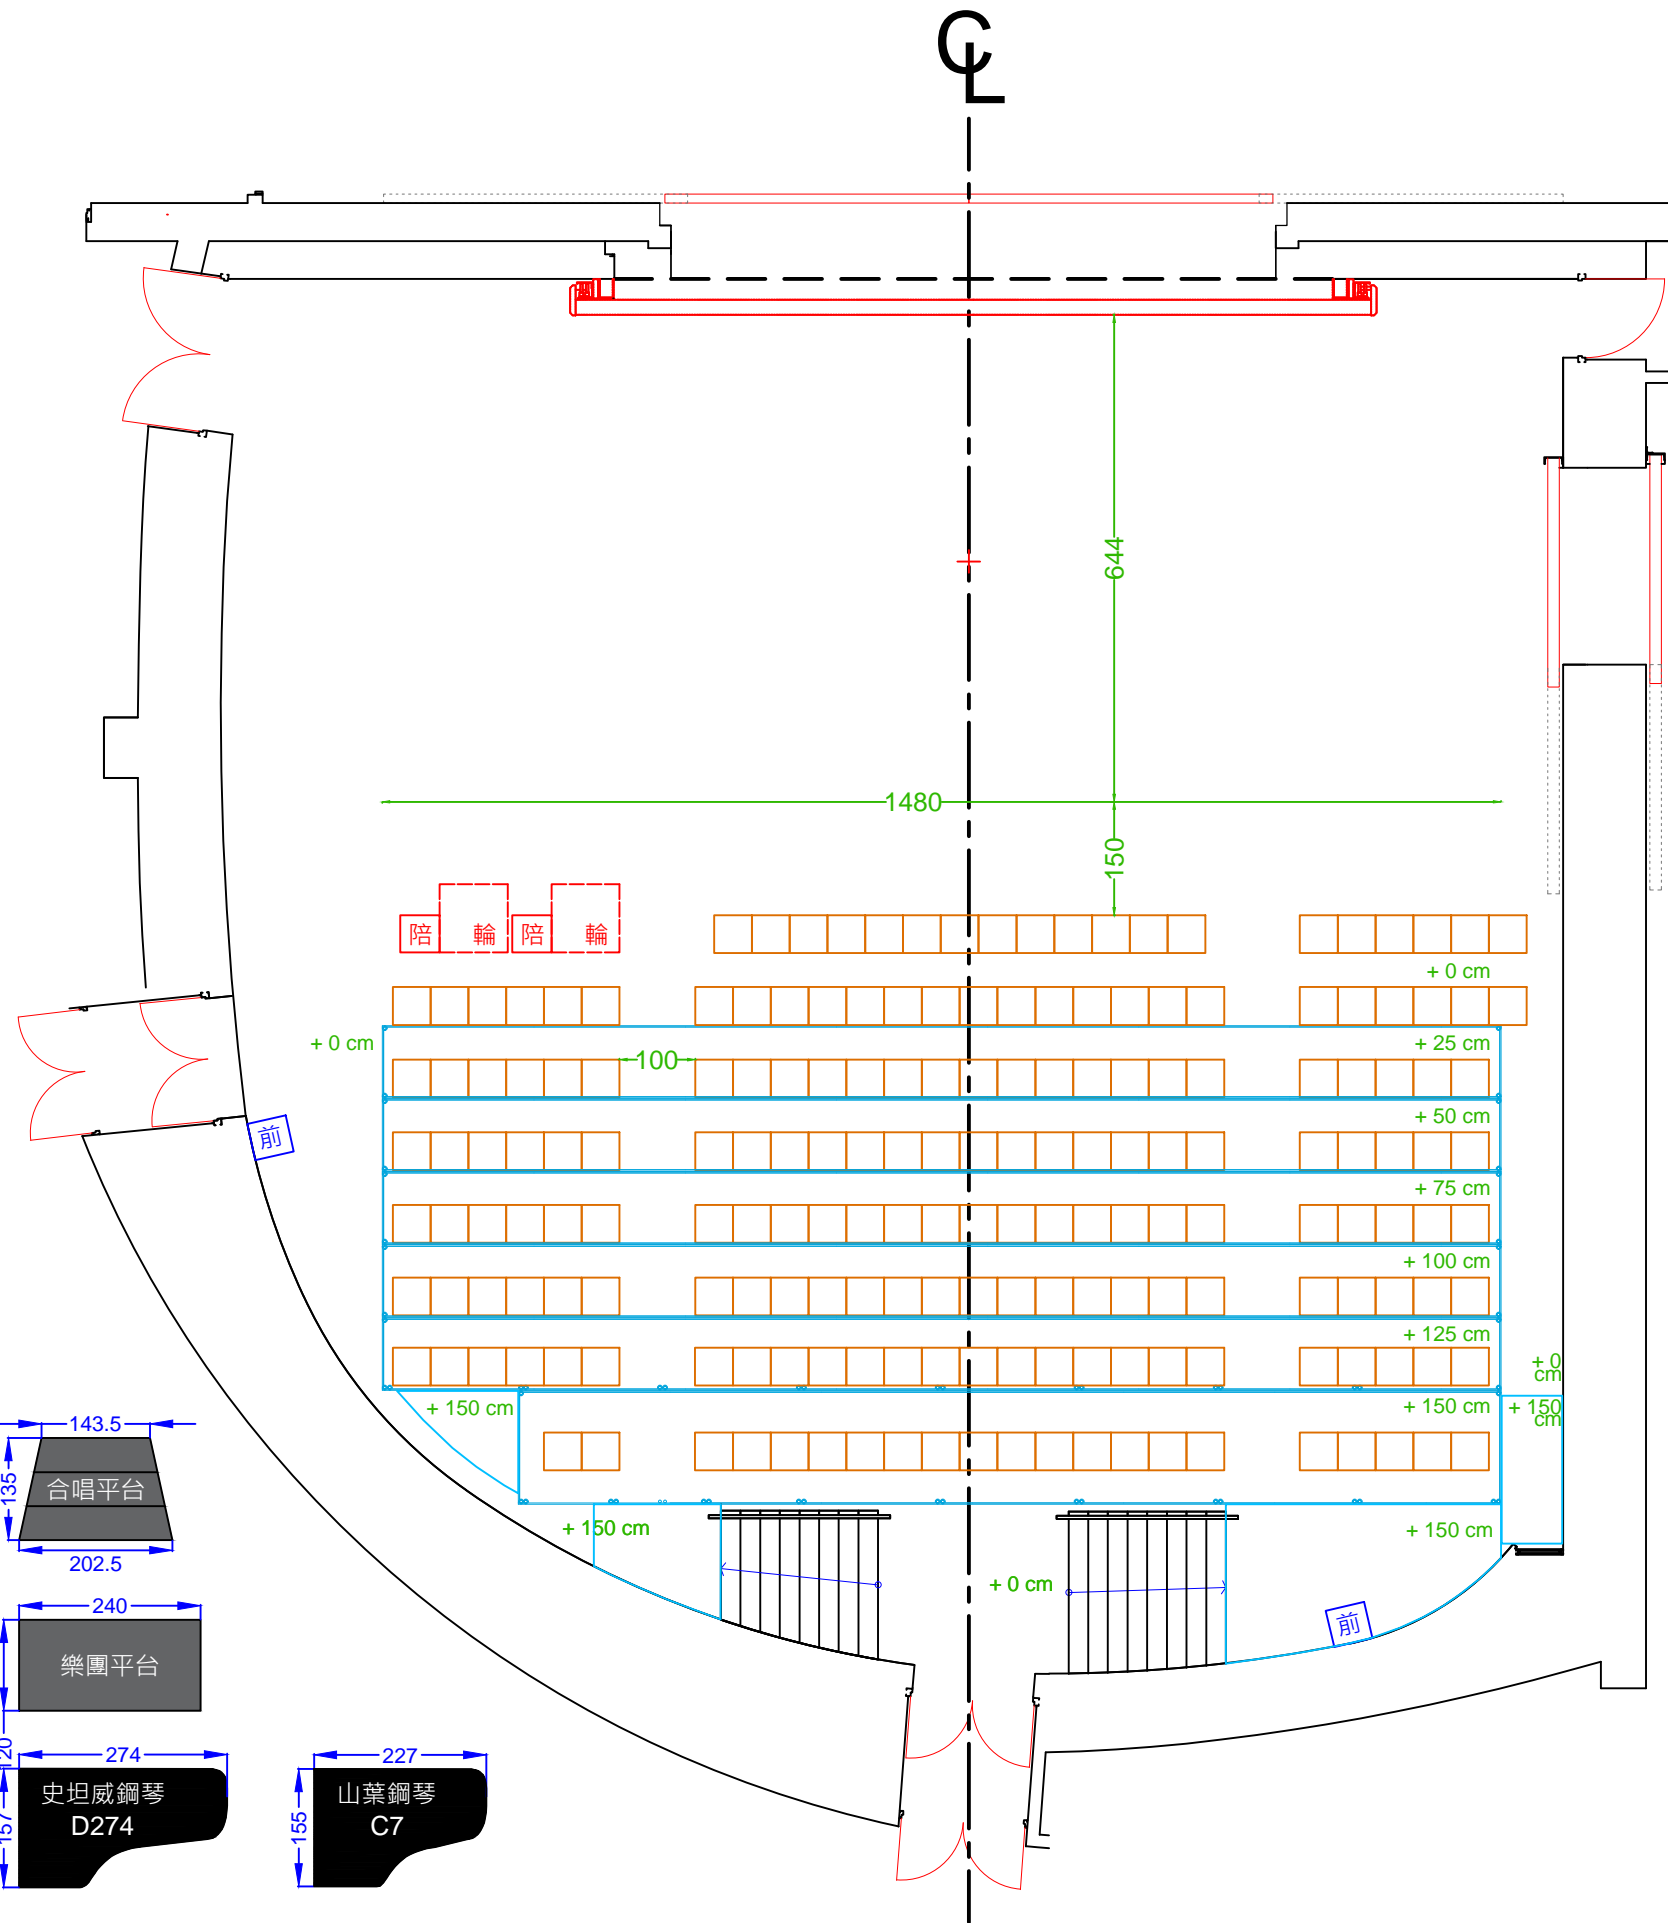 CL
644
1480
150
陪 輪 陪 輪
+ 0 cm
+ 0 cm
+ 25 cm
100
+ 50 cm
前
+ 75 cm
+ 100 cm
+ 125 cm
+ 0
cm
+ 150 cm
+ 150 cm
+ 150
cm
143.5
135
合唱平台
202.5
+ 150 cm
+ 150 cm
+ 0 cm
前
240
樂團平台
120
274
史坦威鋼琴
D274
157
227
山葉鋼琴
C7
155